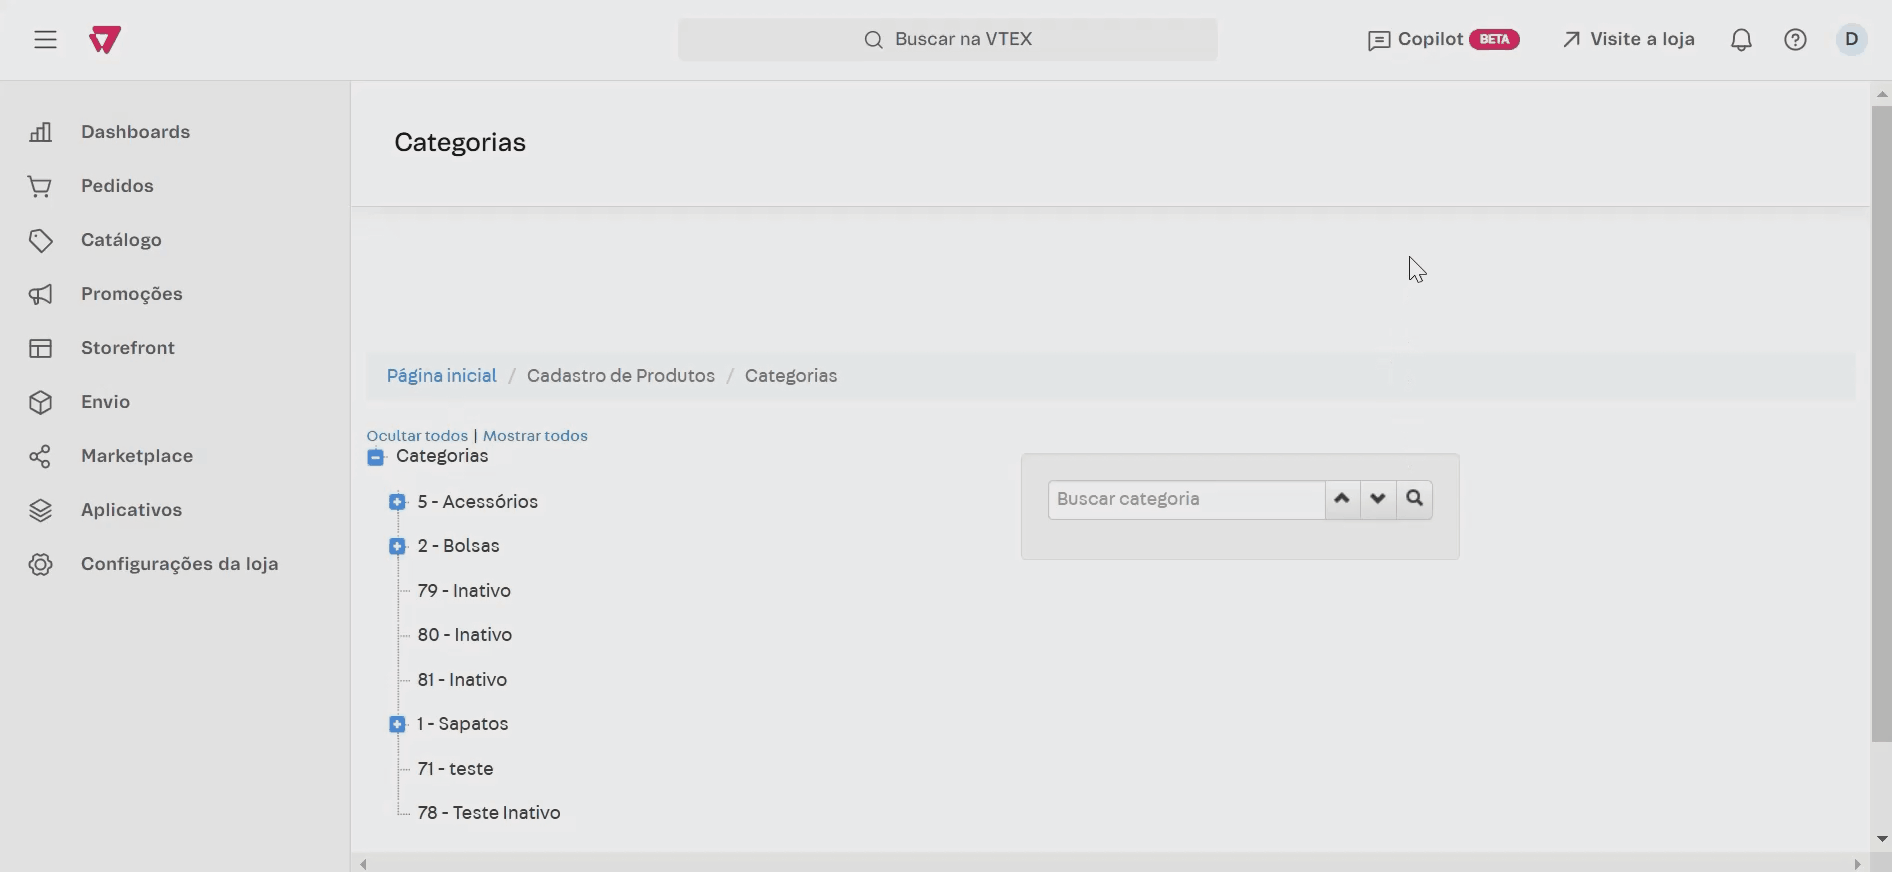 Buscar na VTEX
Copilot BETA
Visite a loja
D
Dashboards
Pedidos
Catálogo
Promoções
Storefront
Envio
Marketplace
Aplicativos
Configurações da loja
Categorias
Página inicial / Cadastro de Produtos / Categorias
Ocultar todos | Mostrar todos
Categorias
5 - Acessórios
2 - Bolsas
79 - Inativo
80 - Inativo
81 - Inativo
1 - Sapatos
71 - teste
78 - Teste Inativo
Buscar categoria